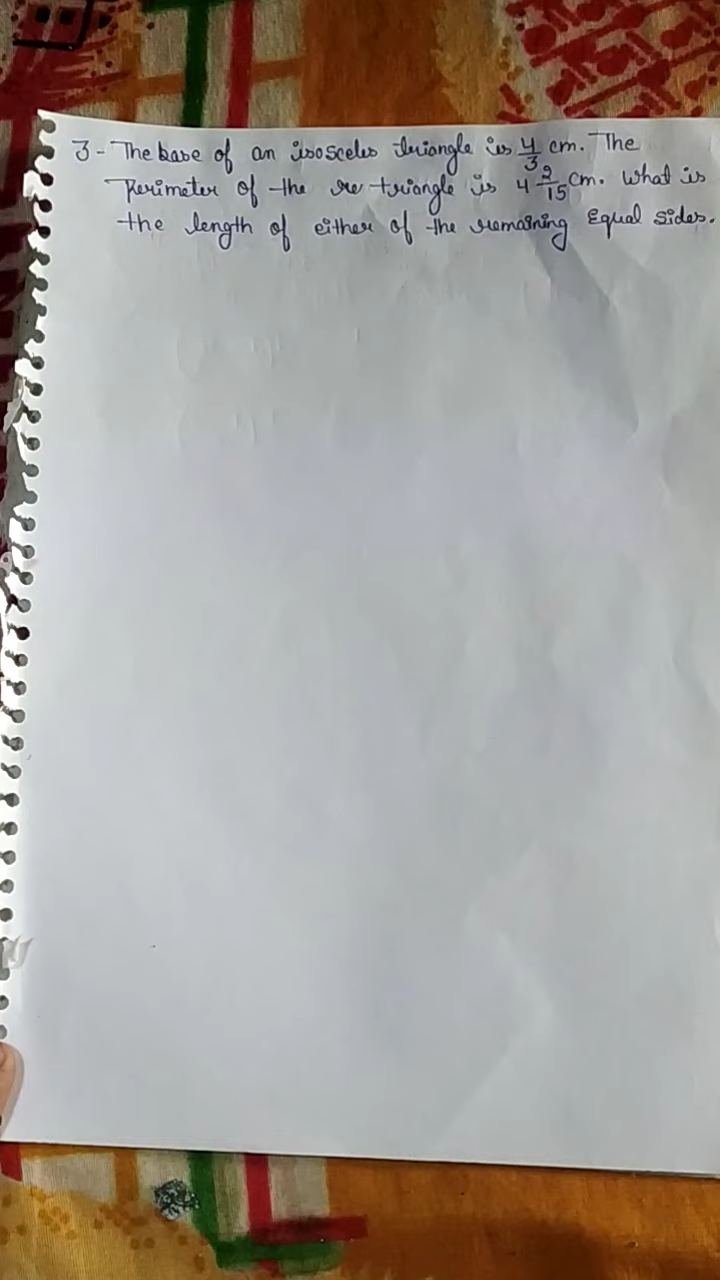 3- The base of an isosceles triangle is 4/3 cm. The
Perimeter of the triangle is 4 2/15 cm. What is
the length of either of the remaining Equal sides.